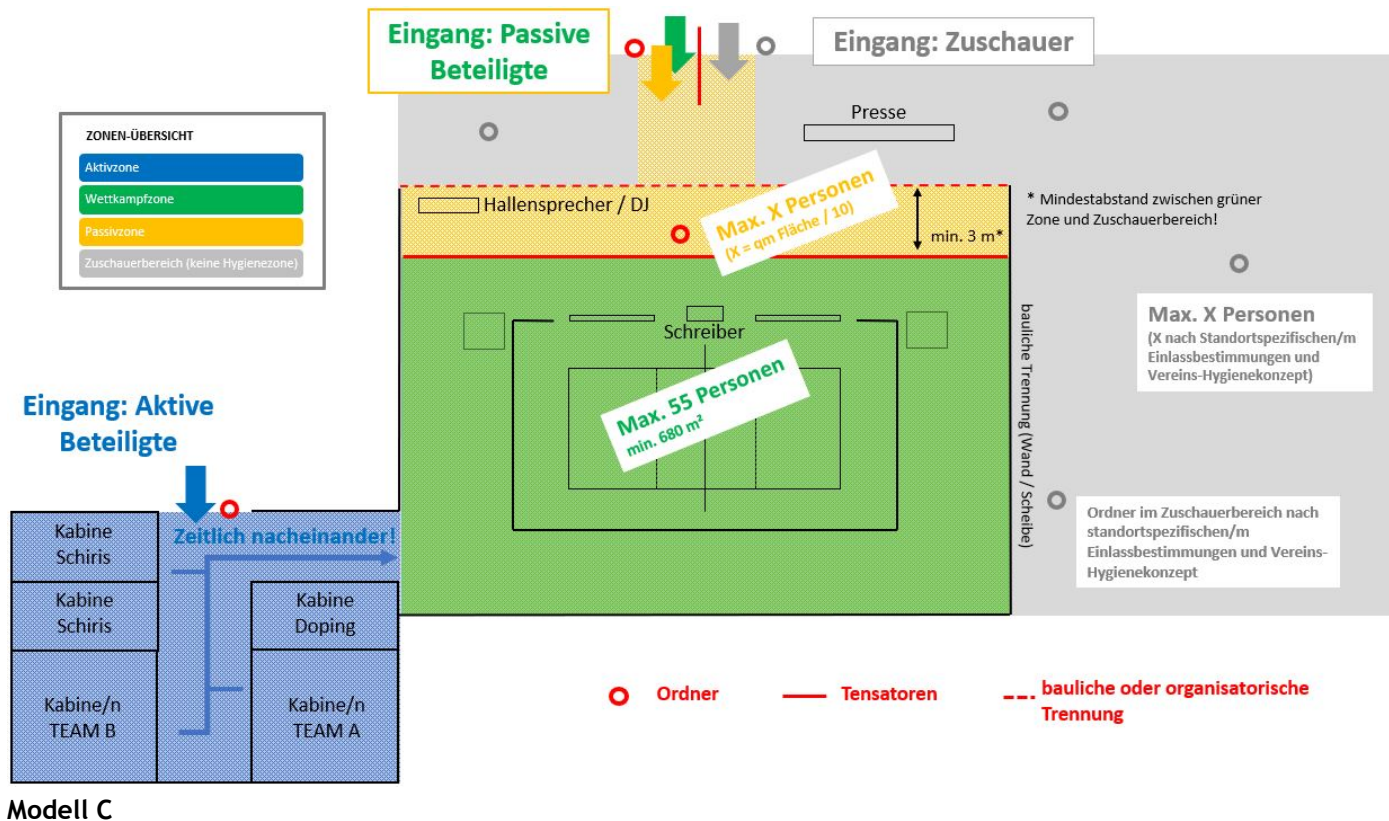 Eingang: Passive
Beteiligte
Eingang: Zuschauer
ZONEN-ÜBERSICHT
Aktivzone
Wettkampfzone
Passivzone
Zuschauerbereich (keine Hygienezone)
Presse
Hallensprecher / DJ
Max. X Personen
(X = qm Fläche / 10)
min. 3 m*
* Mindestabstand zwischen grüner
Zone und Zuschauerbereich!
Schreiber
Max. 55 Personen
min. 680 m²
bauliche Trennung (Wand / Scheibe)
Max. X Personen
(X nach Standortspezifischen/m
Einlassbestimmungen und
Vereins-Hygienekonzept)
Ordner im Zuschauerbereich nach
standortspezifischen/m
Einlassbestimmungen und Vereins-
Hygienekonzept
Eingang: Aktive
Beteiligte
Zeitlich nacheinander!
Kabine
Schiris
Kabine
Schiris
Kabine
Doping
Kabine/n
TEAM B
Kabine/n
TEAM A
Ordner
Tensatoren
bauliche oder organisatorische
Trennung
Modell C